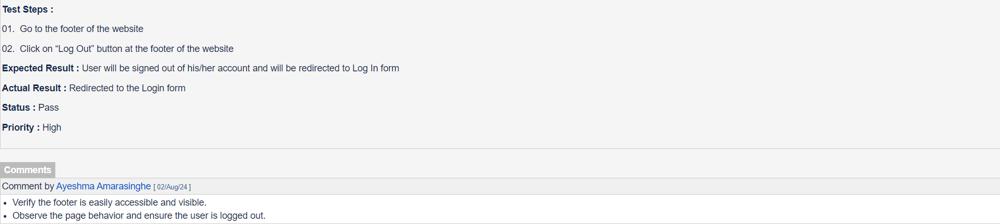 Test Steps :
01. Go to the footer of the website
02. Click on “Log Out” button at the footer of the website
Expected Result : User will be signed out of his/her account and will be redirected to Log In form
Actual Result : Redirected to the Login form
Status : Pass
Priority : High
Comments
Comment by Ayeshma Amarasinghe [ 02/Aug/24 ]
• Verify the footer is easily accessible and visible.
• Observe the page behavior and ensure the user is logged out.